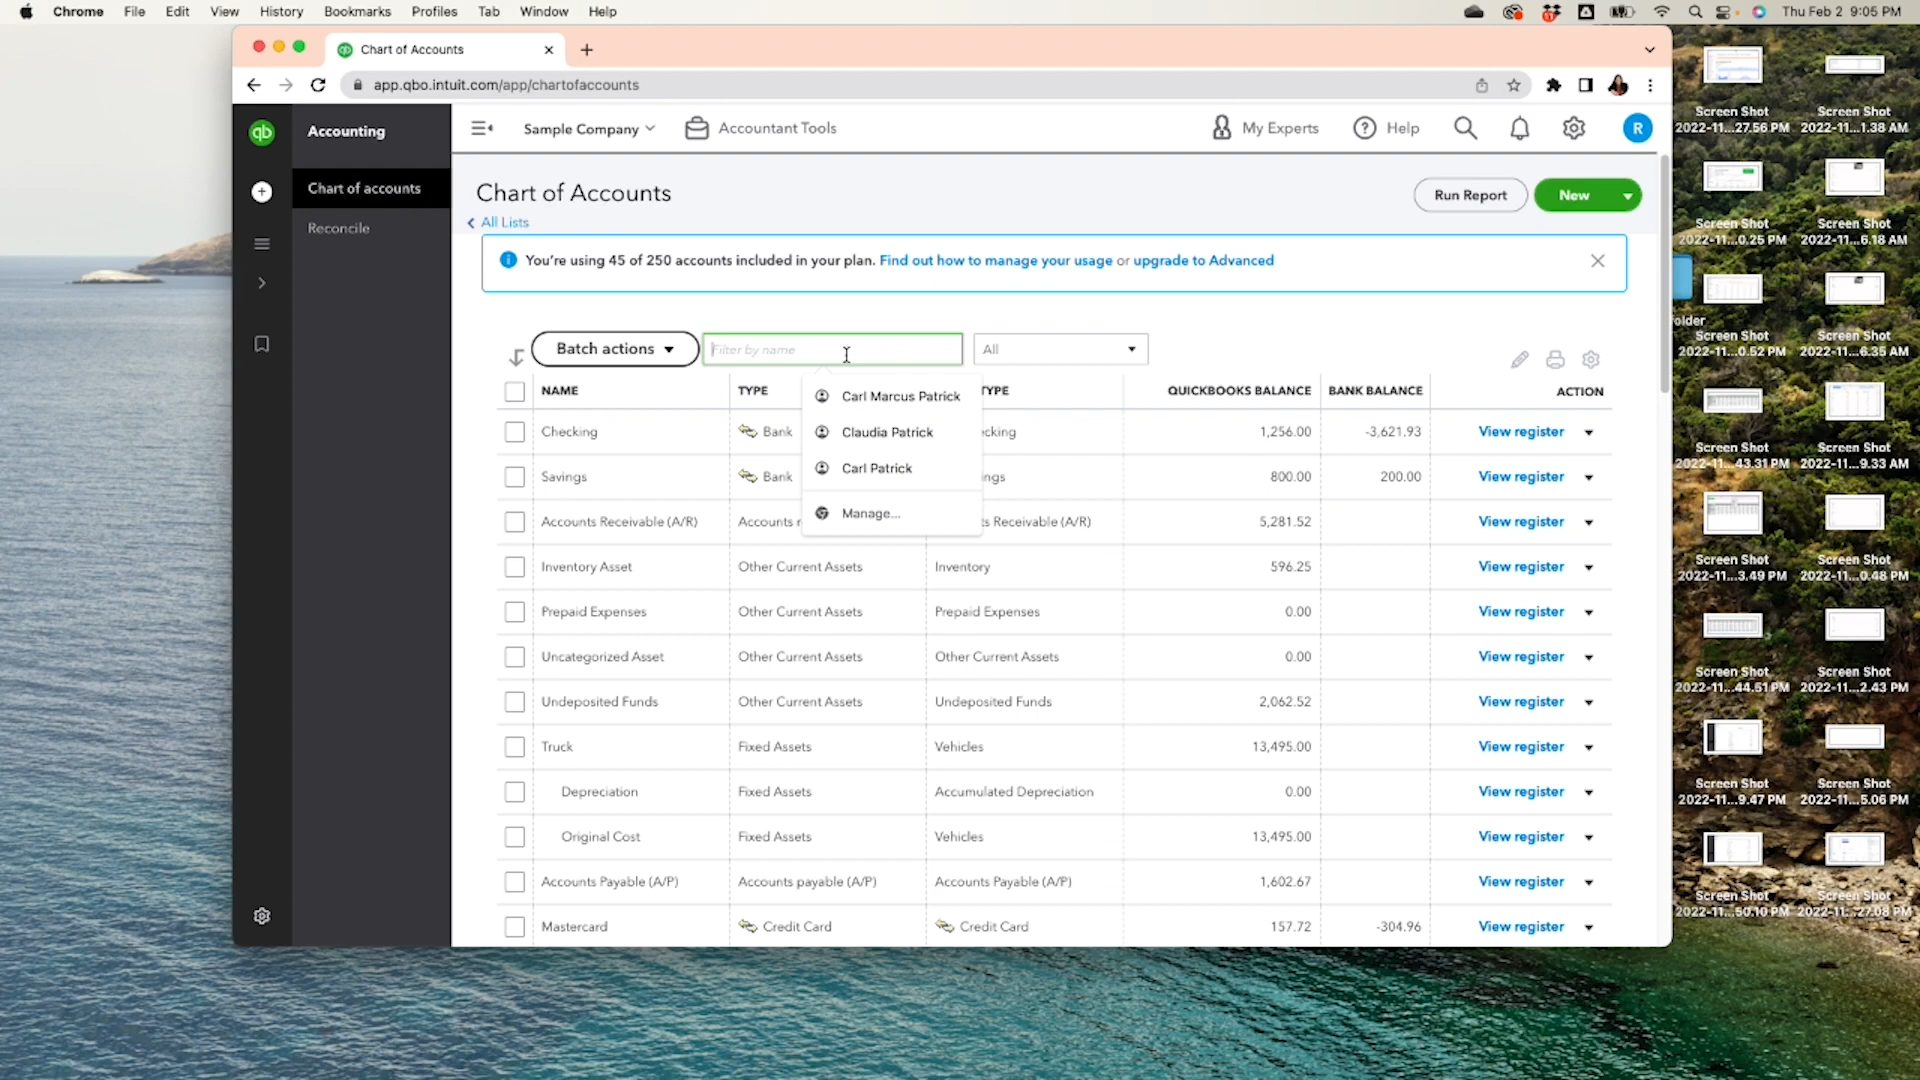 Chrome File Edit View History Bookmarks Profiles Tab Window Help
11
Thu Feb 2 9:05 PM
Chart of Accounts
app.qbo.intuit.com/app/chartofaccounts
qb
Accounting
Chart of accounts
Reconcile
Sample Company Accountant Tools My Experts Help R
Chart of Accounts
All Lists
Run Report New
You're using 45 of 250 accounts included in your plan. Find out how to manage your usage or upgrade to Advanced
Batch actions Filter by name All
Carl Marcus Patrick
Claudia Patrick
Carl Patrick
Manage...
NAME TYPE TYPE QUICKBOOKS BALANCE BANK BALANCE ACTION
Checking Bank cking 1,256.00 -3,621.93 View register
Savings Bank ngs 800.00 200.00 View register
Accounts Receivable (A/R) Accounts r s Receivable (A/R) 5,281.52 View register
Inventory Asset Other Current Assets Inventory 596.25 View register
Prepaid Expenses Other Current Assets Prepaid Expenses 0.00 View register
Uncategorized Asset Other Current Assets Other Current Assets 0.00 View register
Undeposited Funds Other Current Assets Undeposited Funds 2,062.52 View register
Truck Fixed Assets Vehicles 13,495.00 View register
Depreciation Fixed Assets Accumulated Depreciation 0.00 View register
Original Cost Fixed Assets Vehicles 13,495.00 View register
Accounts Payable (A/P) Accounts payable (A/P) Accounts Payable (A/P) 1,602.67 View register
Mastercard Credit Card Credit Card 157.72 -304.96 View register
Screen Shot Screen Shot
2022-11...27.56 PM 2022-11...1.38 AM
Screen Shot Screen Shot
2022-11...0.25 PM 2022-11...6.18 AM
older Screen Shot Screen Shot
2022-11...0.52 PM 2022-11...6.35 AM
Screen Shot Screen Shot
2022-11...43.31 PM 2022-11...9.33 AM
Screen Shot Screen Shot
2022-11...3.49 PM 2022-11...0.48 PM
Screen Shot Screen Shot
2022-11...44.51 PM 2022-11...2.43 PM
Screen Shot Screen Shot
2022-11...9.47 PM 2022-11...5.06 PM
Screen Shot Screen Shot
2022-11...50.10 PM 2022-11...27.08 PM